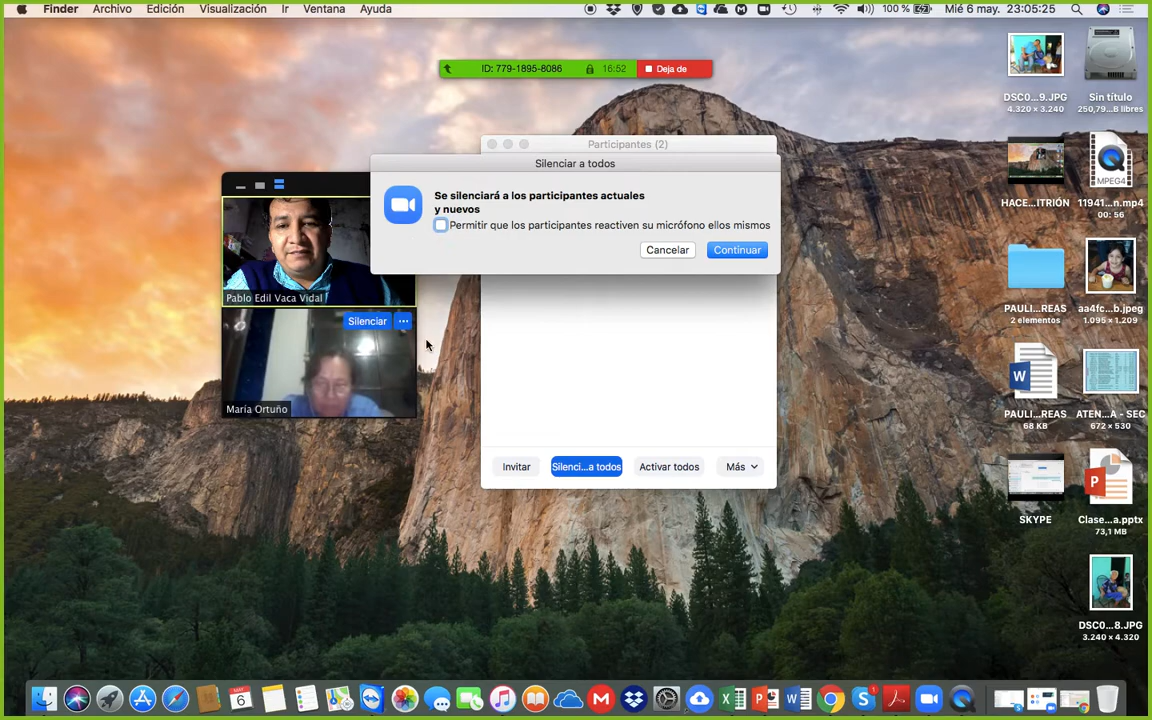 Finder Archivo Edición Visualización Ir Ventana Ayuda
100 % Mié 6 may. 23:05:25
ID: 779-1895-8086 16:52 Deja de
Participantes (2)
Silenciar a todos
Se silenciará a los participantes actuales
y nuevos
Permitir que los participantes reactiven su micrófono ellos mismos
Cancelar Continuar
Pablo Edil Vaca Vidal
Silenciar ...
María Ortuño
Invitar Silenci...a todos Activar todos Más
DSC0...9.JPG
4.320 × 3.240
Sin título
250,79...B libres
HACE...ITRIÓN
MPEG4
11941...n.mp4
00: 56
PAULI...REAS
2 elementos
aa4fc...b.jpeg
1.095 × 1.209
W
PAULI...REAS
68 KB
ATEN...A - SEC
672 × 530
SKYPE
P
Clase...a.pptx
73,1 MB
DSC0...8.JPG
3.240 × 4.320
MAY
6
1